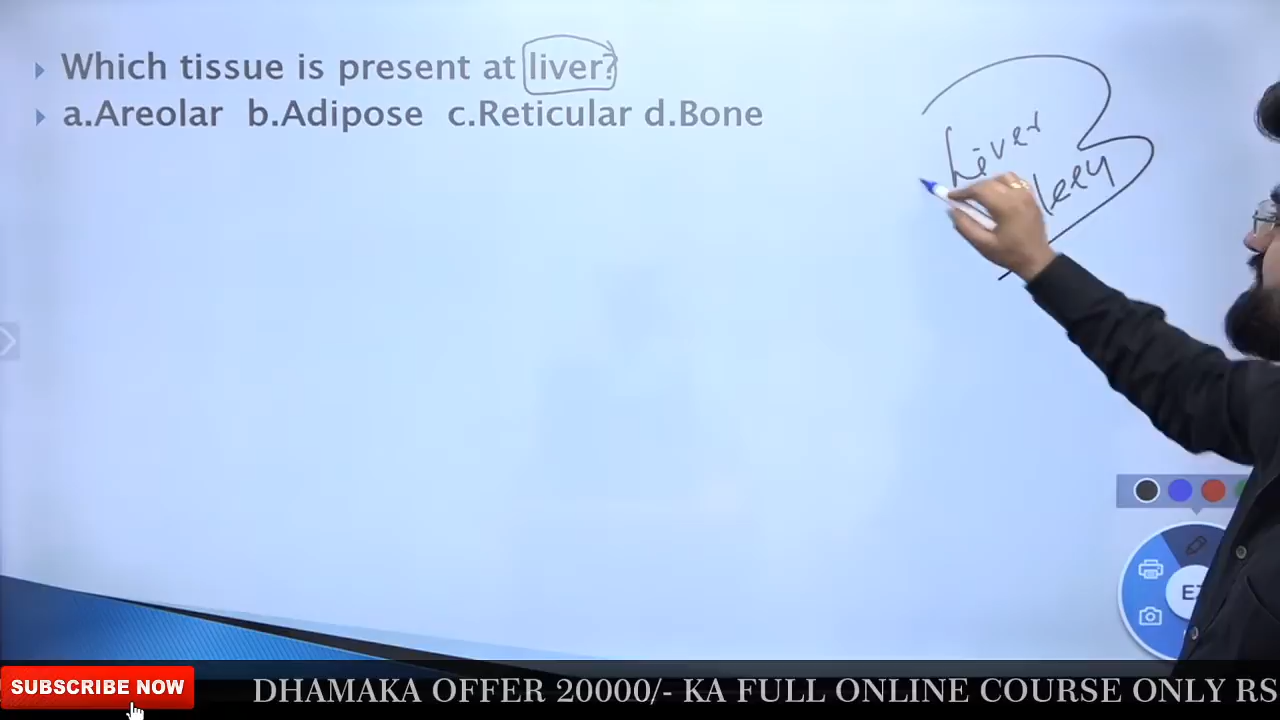 Which tissue is present at liver?
a.Areolar b.Adipose c.Reticular d.Bone
Liver
SUBSCRIBE NOW
DHAMAKA OFFER 20000/- KA FULL ONLINE COURSE ONLY RS